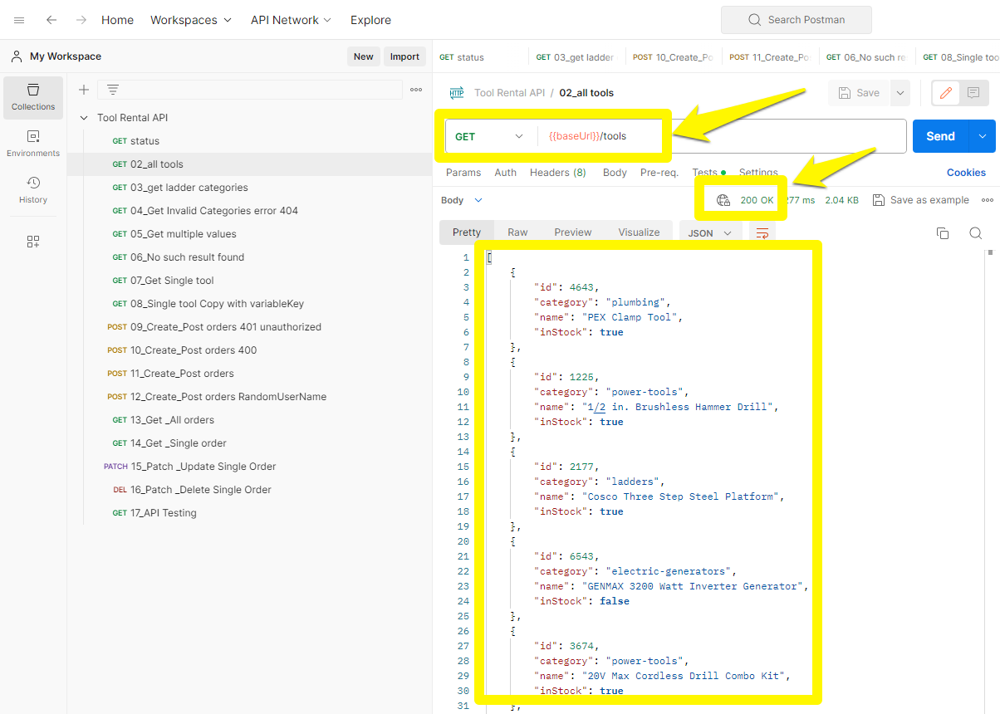 Home Workspaces API Network Explore Search Postman
My Workspace New Import
GET status GET 03_get ladder POST 10_Create_Po POST 11_Create_Po GET 06_No such re GET 08_Single too
Collections
Environments
History
Tool Rental API
GET status
GET 02_all tools
GET 03_get ladder categories
GET 04_Get Invalid Categories error 404
GET 05_Get multiple values
GET 06_No such result found
GET 07_Get Single tool
GET 08_Single tool Copy with variableKey
POST 09_Create_Post orders 401 unauthorized
POST 10_Create_Post orders 400
POST 11_Create_Post orders
POST 12_Create_Post orders RandomUserName
GET 13_Get _All orders
GET 14_Get _Single order
PATCH 15_Patch _Update Single Order
DEL 16_Patch _Delete Single Order
GET 17_API Testing
HTTP Tool Rental API / 02_all tools Save
GET {{baseUrl}}/tools Send
Params Auth Headers (8) Body Pre-req. Tests Settings Cookies
Body 200 OK 277 ms 2.04 KB Save as example
Pretty Raw Preview Visualize JSON
1 [
2 {
3 "id": 4643,
4 "category": "plumbing",
5 "name": "PEX Clamp Tool",
6 "inStock": true
7 },
8 {
9 "id": 1225,
10 "category": "power-tools",
11 "name": "1/2 in. Brushless Hammer Drill",
12 "inStock": true
13 },
14 {
15 "id": 2177,
16 "category": "ladders",
17 "name": "Cosco Three Step Steel Platform",
18 "inStock": true
19 },
20 {
21 "id": 6543,
22 "category": "electric-generators",
23 "name": "GENMAX 3200 Watt Inverter Generator",
24 "inStock": false
25 },
26 {
27 "id": 3674,
28 "category": "power-tools",
29 "name": "20V Max Cordless Drill Combo Kit",
30 "inStock": true
31 },